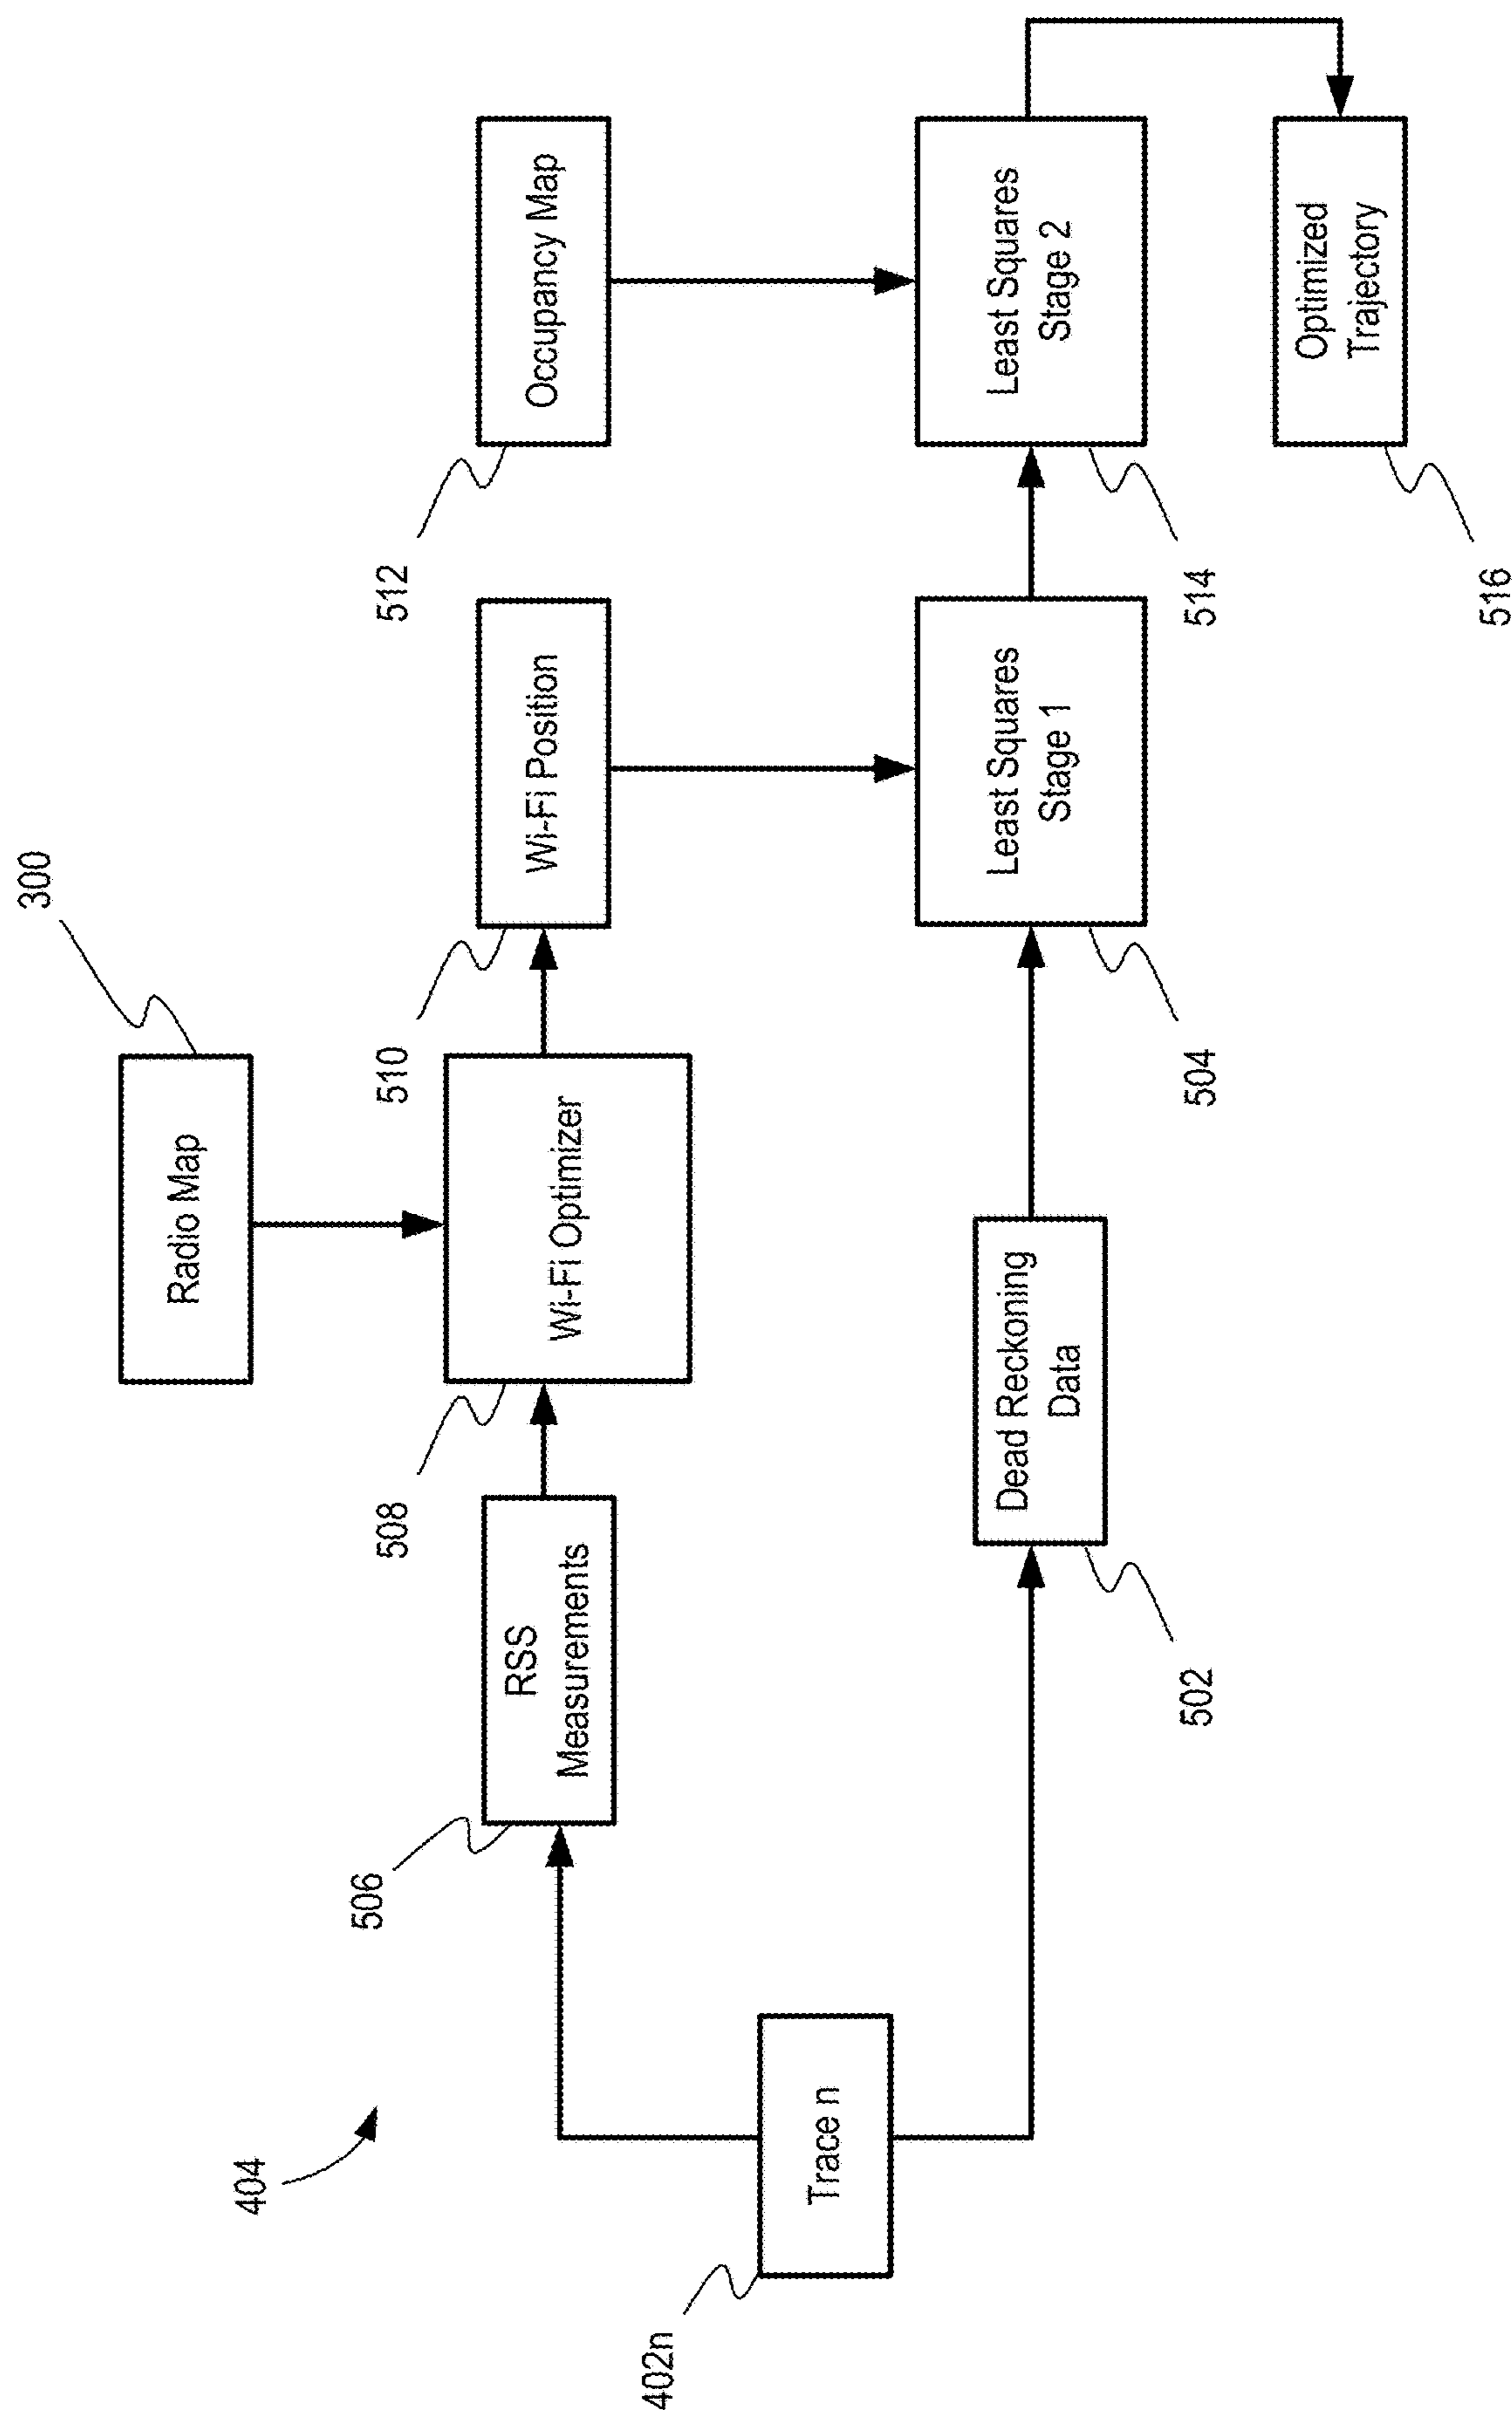 300
Radio Map
512
Occupancy Map
510
Wi-Fi Position
508
Wi-Fi Optimizer
506
RSS
Measurements
404
402n
Trace n
502
Dead Reckoning
Data
504
Least Squares
Stage 1
514
Least Squares
Stage 2
516
Optimized
Trajectory